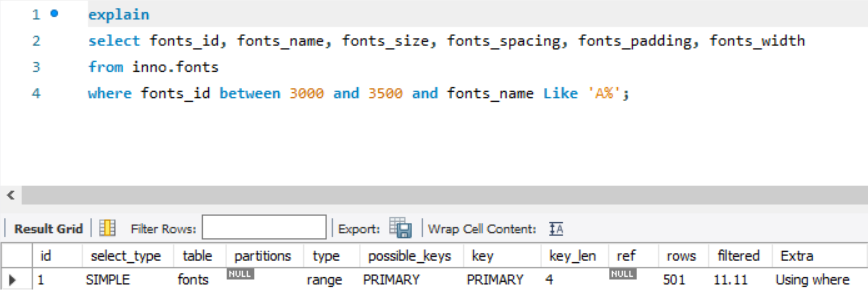 1 explain
2 select fonts_id, fonts_name, fonts_size, fonts_spacing, fonts_padding, fonts_width
3 from inno.fonts
4 where fonts_id between 3000 and 3500 and fonts_name Like 'A%';
Result Grid Filter Rows: Export: Wrap Cell Content: IA
id select_type table partitions type possible_keys key key_len ref rows filtered Extra
1 SIMPLE fonts NULL range PRIMARY PRIMARY 4 NULL 501 11.11 Using where